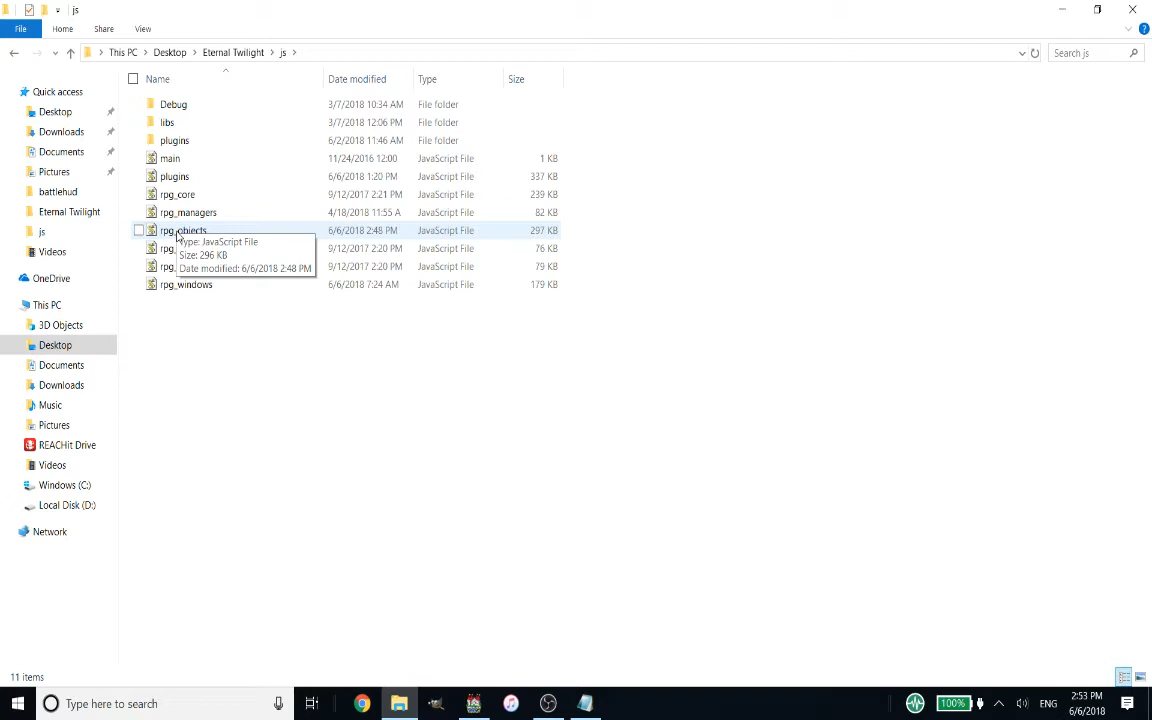 js
File Home Share View
This PC Desktop Eternal Twilight js
Search js
Name Date modified Type Size
Quick access
Desktop
Downloads
Documents
Pictures
battlehud
Eternal Twilight
js
Videos
OneDrive
This PC
3D Objects
Desktop
Documents
Downloads
Music
Pictures
REACHit Drive
Videos
Windows (C:)
Local Disk (D:)
Network
Debug 3/7/2018 10:34 AM File folder
libs 3/7/2018 12:06 PM File folder
plugins 6/2/2018 11:46 AM File folder
main 11/24/2016 12:00 JavaScript File 1 KB
plugins 6/6/2018 1:20 PM JavaScript File 337 KB
rpg_core 9/12/2017 2:21 PM JavaScript File 239 KB
rpg_managers 4/18/2018 11:55 A JavaScript File 82 KB
rpg_objects 6/6/2018 2:48 PM JavaScript File 297 KB
Type: JavaScript File
Size: 296 KB
Date modified: 6/6/2018 2:48 PM
rpg_ 9/12/2017 2:20 PM JavaScript File 76 KB
rpg_ 9/12/2017 2:20 PM JavaScript File 79 KB
rpg_windows 6/6/2018 7:24 AM JavaScript File 179 KB
11 items
Type here to search
100%
ENG
2:53 PM
6/6/2018